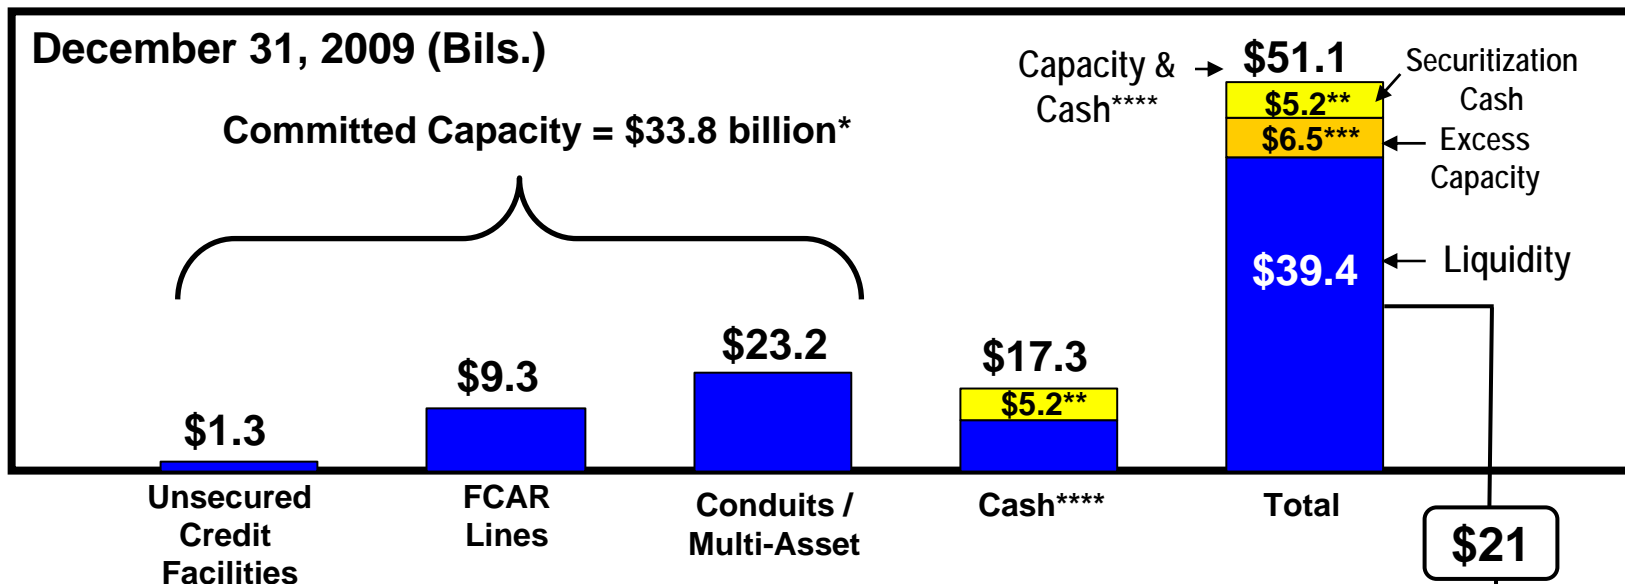 December 31, 2009 (Bils.)
Committed Capacity = $33.8 billion*
Capacity &
Cash****
$51.1
Securitization
Cash
$5.2**
$6.5***
Excess
Capacity
$39.4
Liquidity
$1.3
$9.3
$23.2
$17.3
$5.2**
Unsecured
Credit
Facilities
FCAR
Lines
Conduits /
Multi-Asset
Cash****
Total
$21